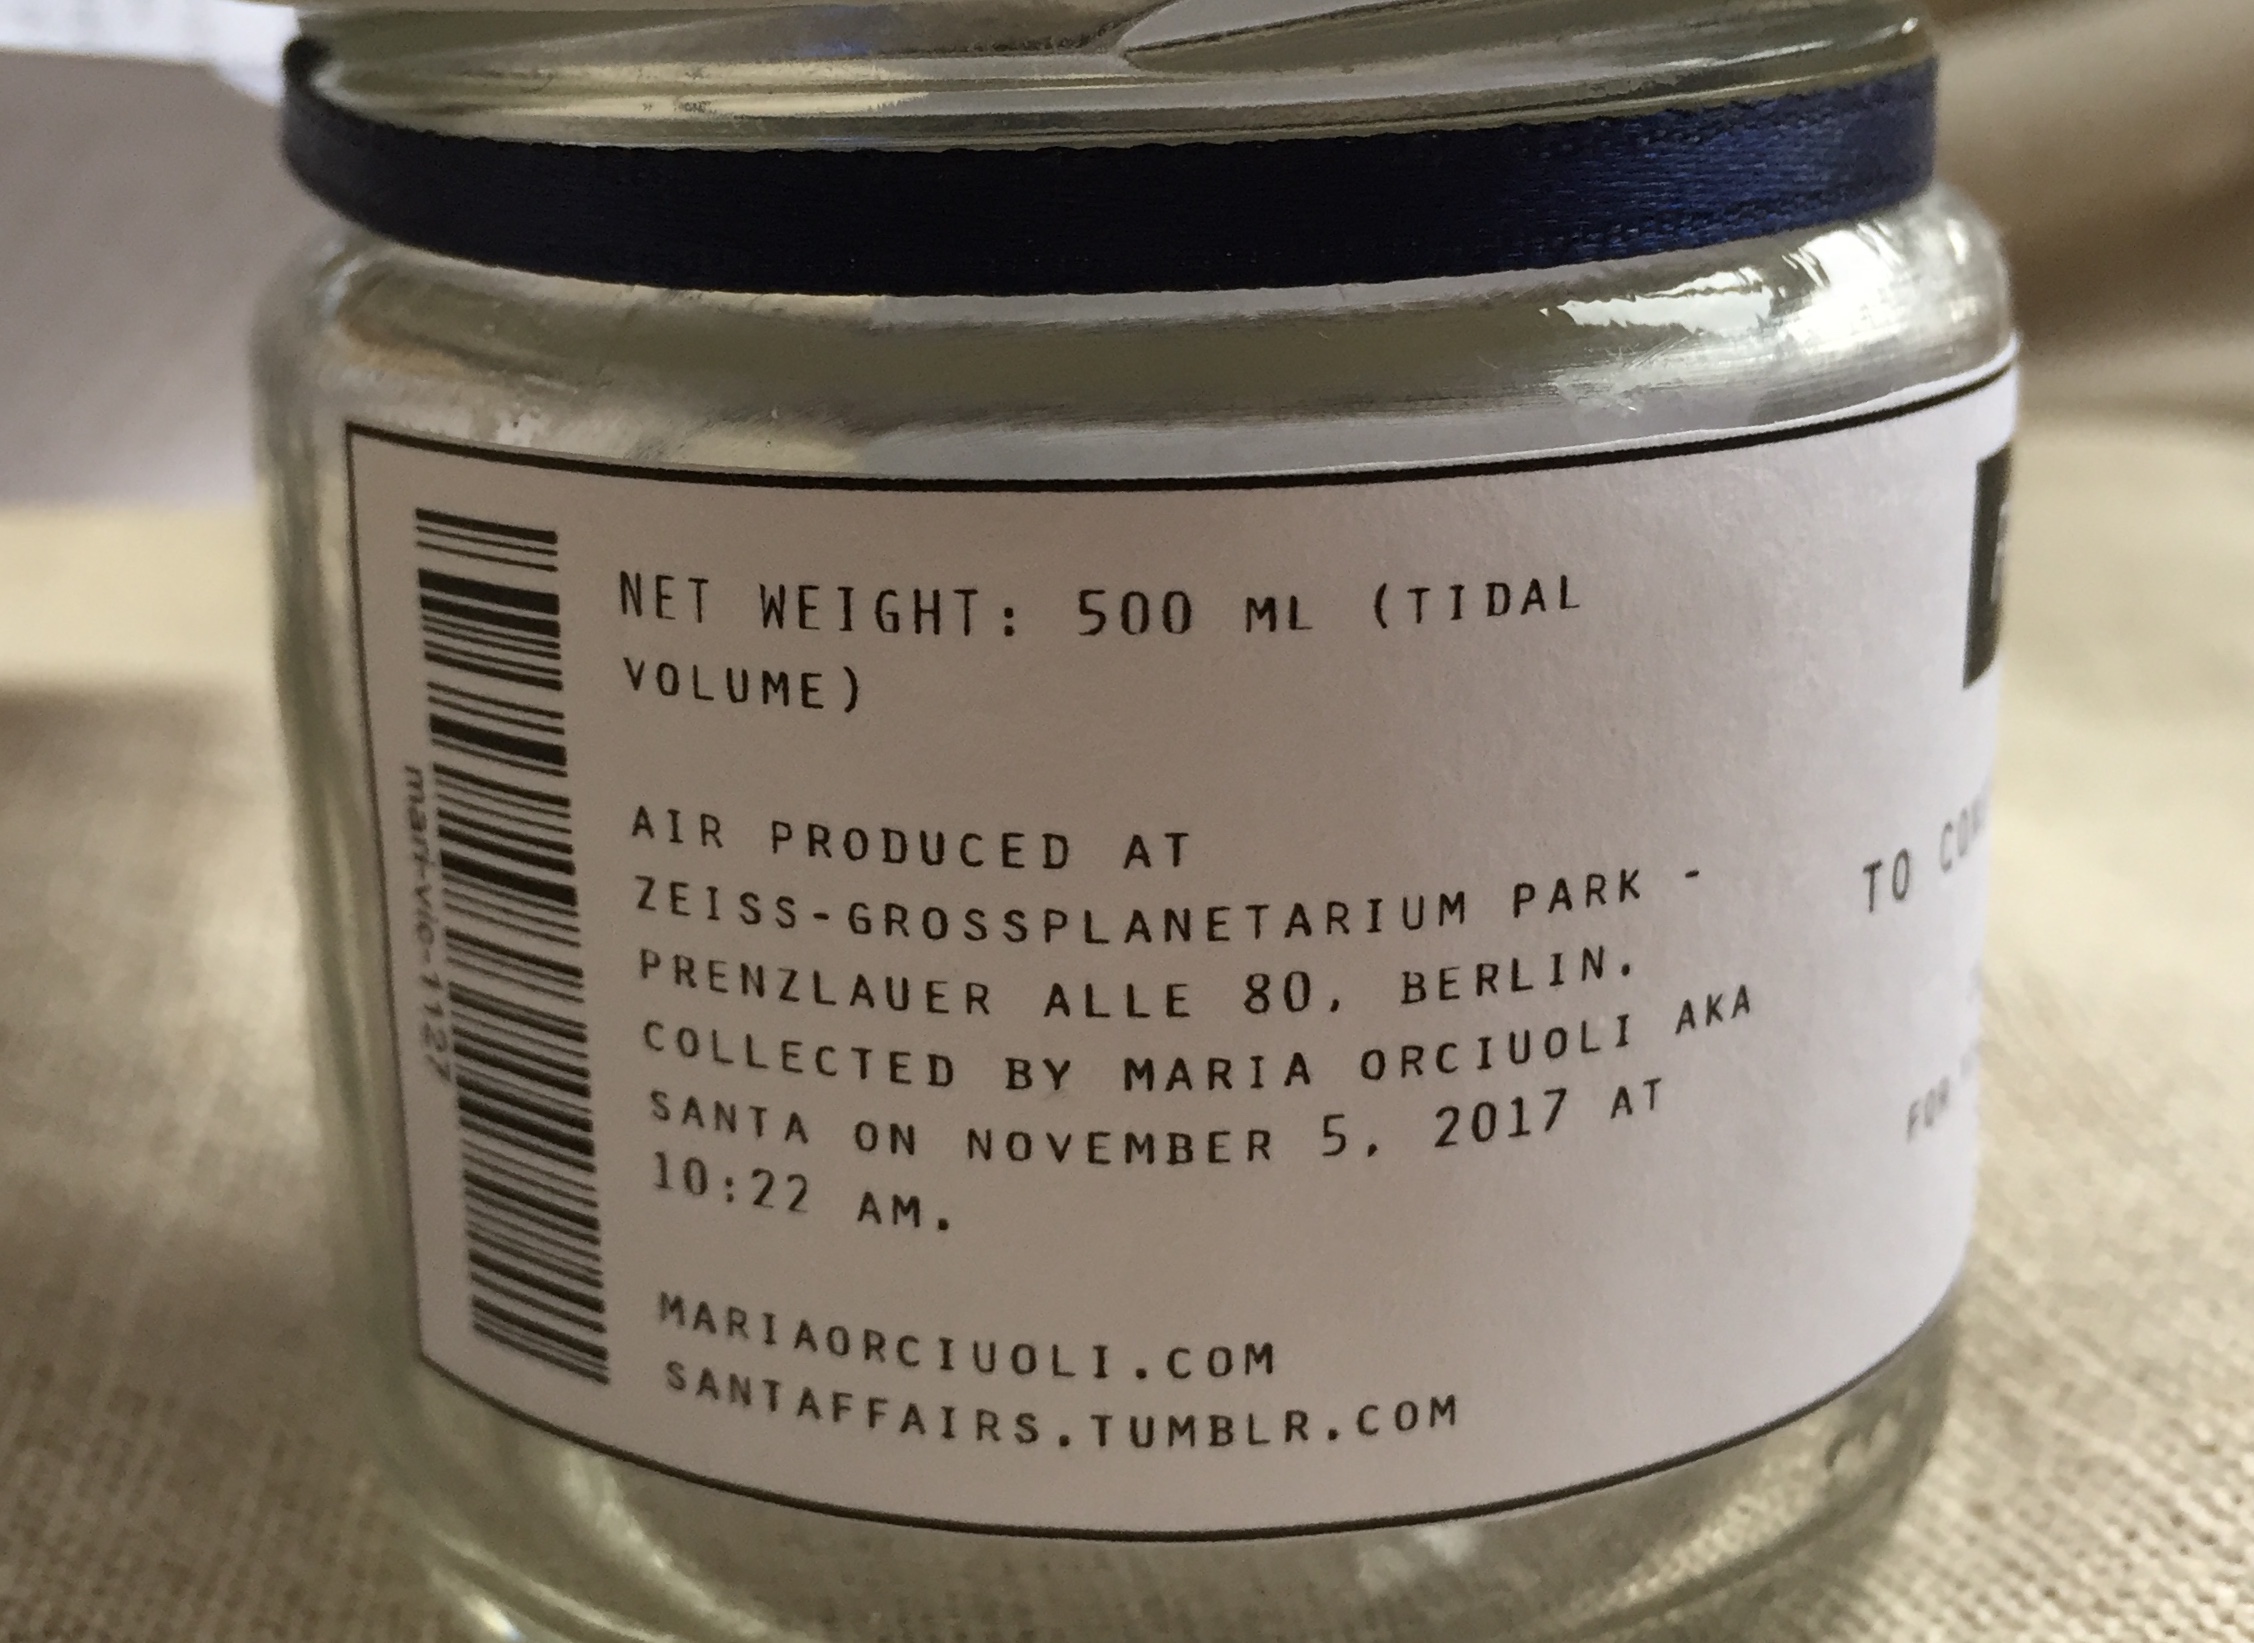 NET WEIGHT: 500 ML (TIDAL
VOLUME)
AIR PRODUCED AT
ZEISS-GROSSPLANETARIUM PARK -
PRENZLAUER ALLE 80, BERLIN.
COLLECTED BY MARIA ORCIUOLI AKA
SANTA ON NOVEMBER 5, 2017 AT
10:22 AM.
MARIAORCIUOLI.COM
SANTAFFAIRS.TUMBLR.COM
mari-vio-1127
TO
FOR